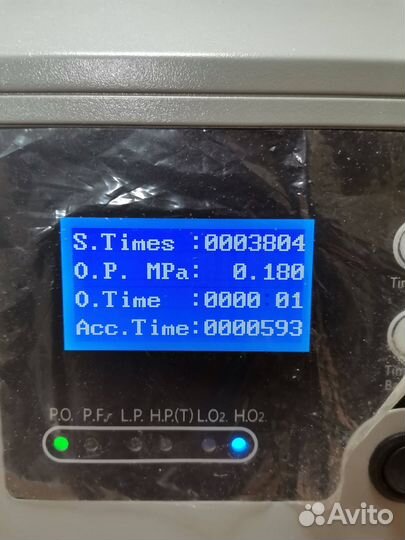 S.Times :0003804
O.P. MPa: 0.180
O.Time :0000 01
Acc.Time:0000593
P.O. P.F. L.P. H.P.(T) L.O2 H.O2
Avito